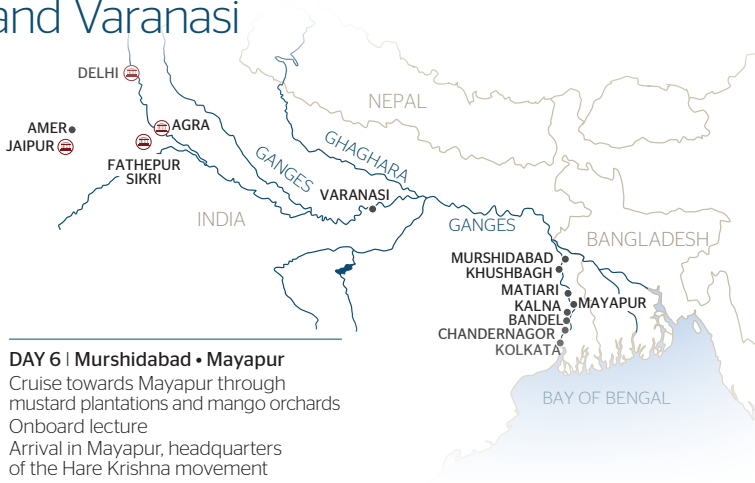 and Varanasi
DELHI
NEPAL
AMER
AGRA
JAIPUR
GHAGHARA
FATHEPUR
SIKRI
GANGES
VARANASI
INDIA
GANGES
BANGLADESH
MURSHIDABAD
KHUSHBAGH
MATIARI
KALNA
MAYAPUR
BANDEL
CHANDERNAGOR
KOLKATA
BAY OF BENGAL
DAY 6 | Murshidabad • Mayapur
Cruise towards Mayapur through
mustard plantations and mango orchards
Onboard lecture
Arrival in Mayapur, headquarters
of the Hare Krishna movement